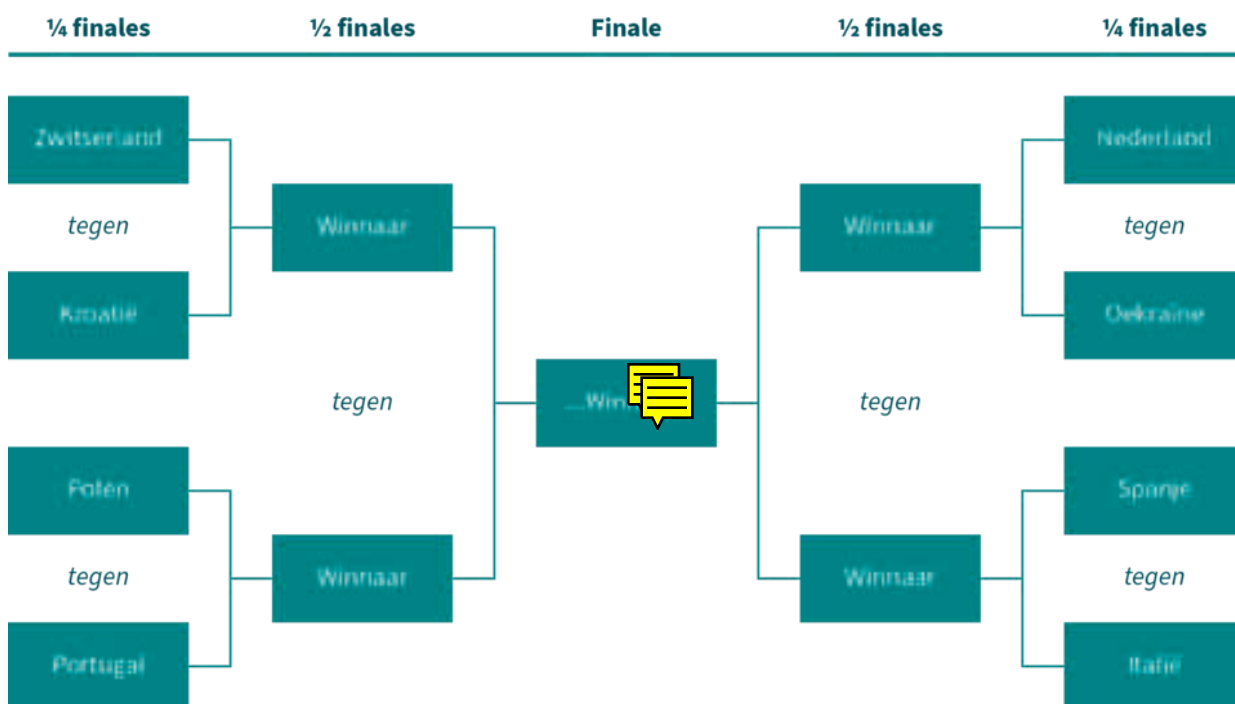 ¼ finales ½ finales Finale ½ finales ¼ finales
Zwitserland Nederland
tegen Winnaar Winnaar tegen
Kroatië Oekraïne
tegen tegen
Polen Spanje
tegen Winnaar Winnaar tegen
Portugal Italië